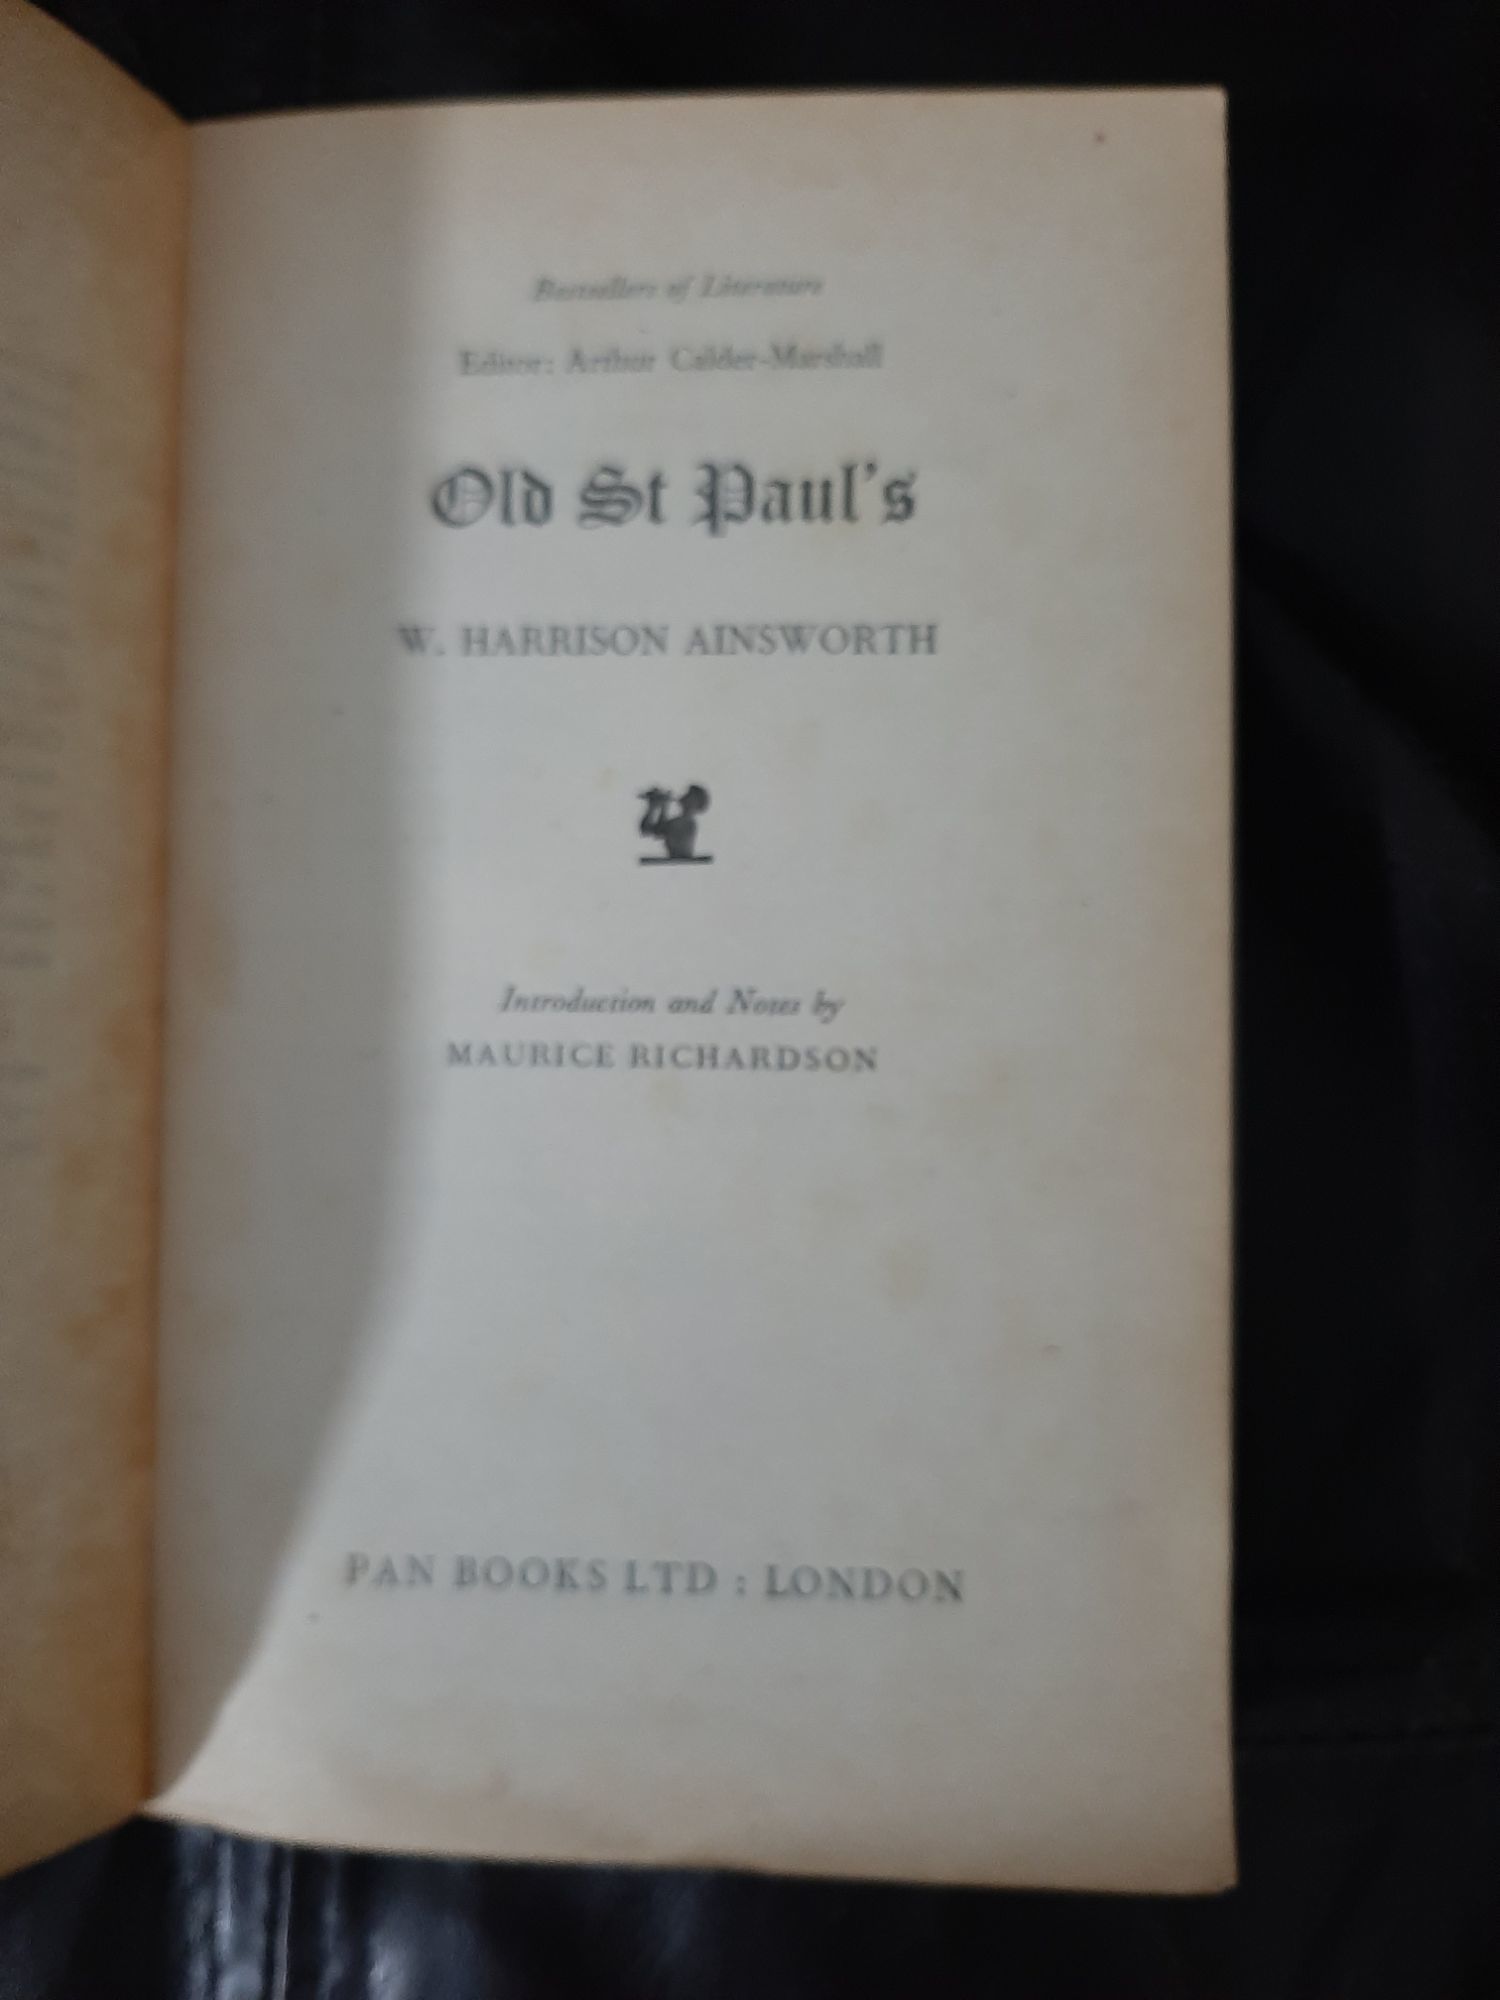 Bestsellers of Literature
Editor: Arthur Calder-Marshall
Old St Paul's
W. HARRISON AINSWORTH
Introduction and Notes by
MAURICE RICHARDSON
PAN BOOKS LTD : LONDON